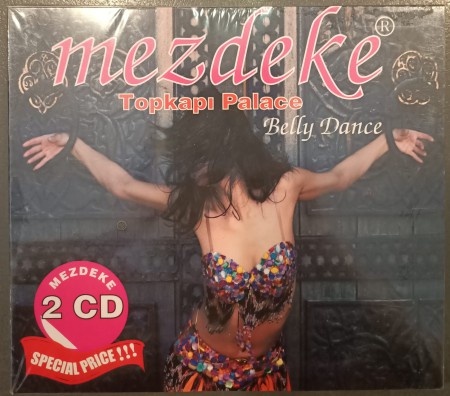 mezdeke®
Topkapı Palace
Belly Dance
MEZDEKE
2 CD
SPECIAL PRICE!!!